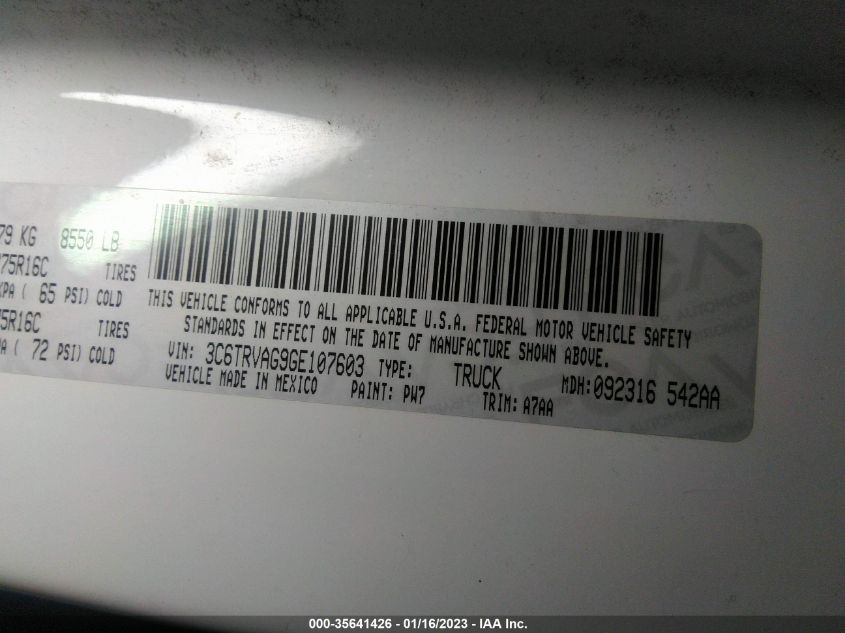 79 KG 8550 LB
75R16C TIRES
KPA ( 65 PSI) COLD
75R16C TIRES
PA ( 72 PSI) COLD
THIS VEHICLE CONFORMS TO ALL APPLICABLE U.S.A. FEDERAL MOTOR VEHICLE SAFETY
STANDARDS IN EFFECT ON THE DATE OF MANUFACTURE SHOWN ABOVE.
VIN: 3C6TRVAG9GE107603 TYPE: TRUCK MDH:092316 542AA
VEHICLE MADE IN MEXICO PAINT: PW7 TRIM: A7AA
000-35641426 - 01/16/2023 - IAA Inc.